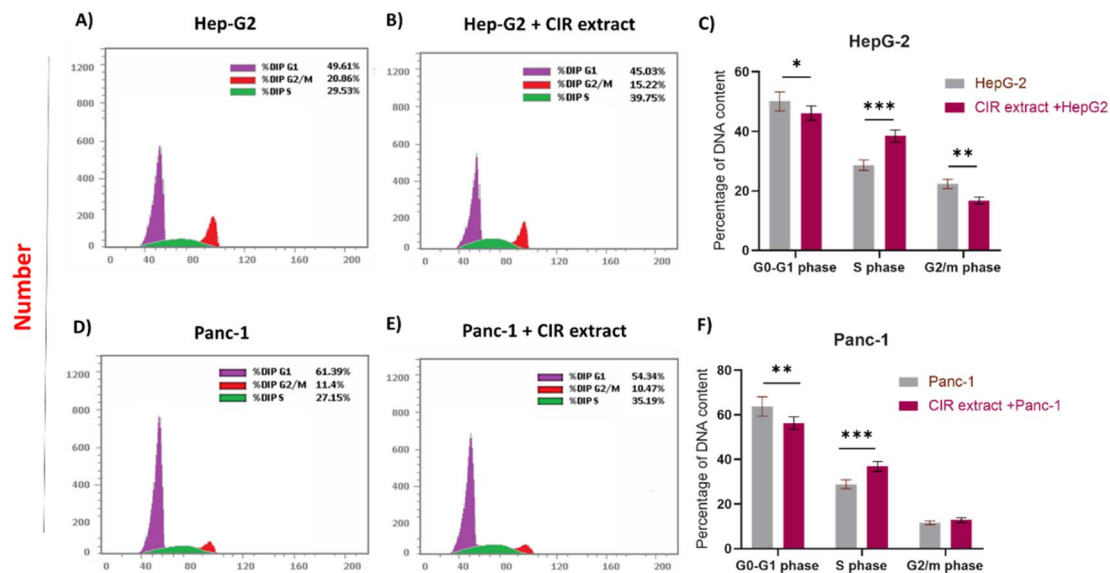 Number
A)
Hep-G2
%DIP G1 49.61%
%DIP G2/M 20.86%
%DIP S 29.53%
1200
1000
800
600
400
200
0
0 40 80 120 160 200
B)
Hep-G2 + CIR extract
%DIP G1 45.03%
%DIP G2/M 15.22%
%DIP S 39.75%
1200
1000
800
600
400
200
0
0 40 80 120 160 200
C)
HepG-2
Percentage of DNA content
60
40
20
0
*
***
**
HepG-2
CIR extract +HepG2
G0-G1 phase S phase G2/m phase
D)
Panc-1
%DIP G1 61.39%
%DIP G2/M 11.4%
%DIP S 27.15%
1200
1000
800
600
400
200
0
0 40 80 120 160 200
E)
Panc-1 + CIR extract
%DIP G1 54.34%
%DIP G2/M 10.47%
%DIP S 35.19%
1200
1000
800
600
400
200
0
0 40 80 120 160 200
F)
Panc-1
Percentage of DNA content
80
60
40
20
0
**
***
Panc-1
CIR extract +Panc-1
G0-G1 phase S phase G2/m phase